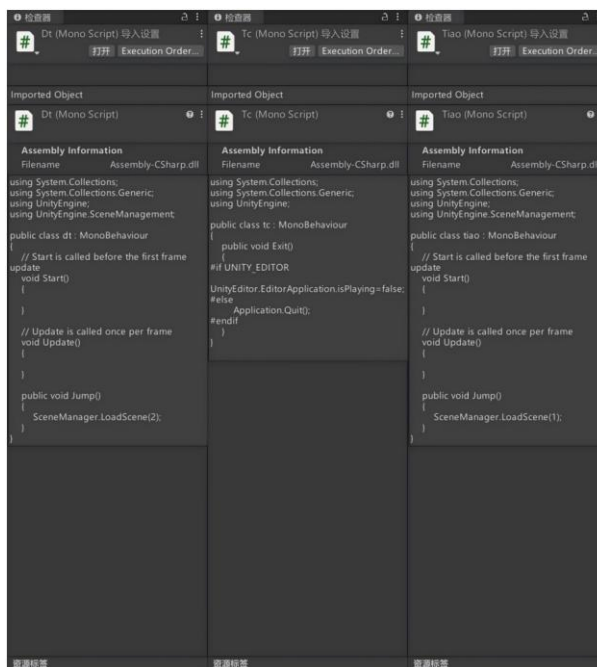 检查器
Dt (Mono Script) 导入设置
打开 Execution Order...
Imported Object
Dt (Mono Script)
Assembly Information
Filename Assembly-CSharp.dll
using System.Collections;
using System.Collections.Generic;
using UnityEngine;
using UnityEngine.SceneManagement;
public class dt : MonoBehaviour
{
// Start is called before the first frame
update
void Start()
{
}
// Update is called once per frame
void Update()
{
}
public void Jump()
{
SceneManager.LoadScene(2);
}
}
资源标签
检查器
Tc (Mono Script) 导入设置
打开 Execution Order...
Imported Object
Tc (Mono Script)
Assembly Information
Filename Assembly-CSharp.dll
using System.Collections;
using System.Collections.Generic;
using UnityEngine;
public class tc : MonoBehaviour
{
public void Exit()
{
#if UNITY_EDITOR
UnityEditor.EditorApplication.isPlaying=false;
#else
Application.Quit();
#endif
}
}
资源标签
检查器
Tiao (Mono Script) 导入设置
打开 Execution Order...
Imported Object
Tiao (Mono Script)
Assembly Information
Filename Assembly-CSharp.dl
using System.Collections;
using System.Collections.Generic;
using UnityEngine;
using UnityEngine.SceneManagement;
public class tiao : MonoBehaviour
{
// Start is called before the first frame
update
void Start()
{
}
// Update is called once per frame
void Update()
{
}
public void Jump()
{
SceneManager.LoadScene(1);
}
}
资源标签